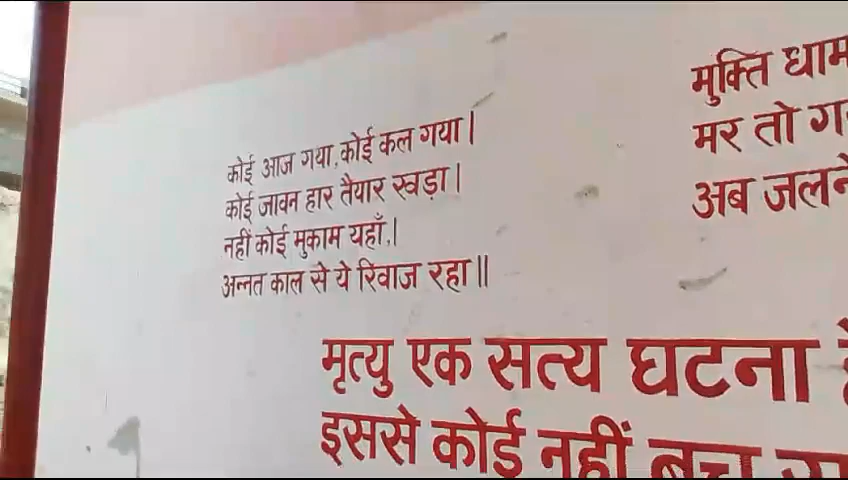 कोई आज गया,कोई कल गया।
कोई जावन हार तैयार खड़ा।
नहीं कोई मुकाम यहाँ,।
अन्नत काल से ये रिवाज रहा॥
मुक्ति धाम
मर तो
अब जलने
मृत्यु एक सत्य घटना
इससे कोई नहीं बच